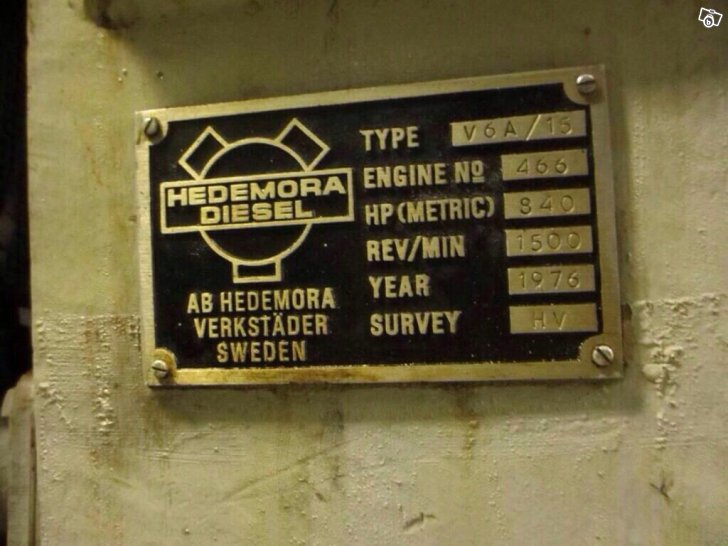 HEDEMORA
DIESEL
AB HEDEMORA
VERKSTÄDER
SWEDEN
TYPE V6A/15
ENGINE Nº 466
HP (METRIC) 840
REV/MIN 1500
YEAR 1976
SURVEY HV